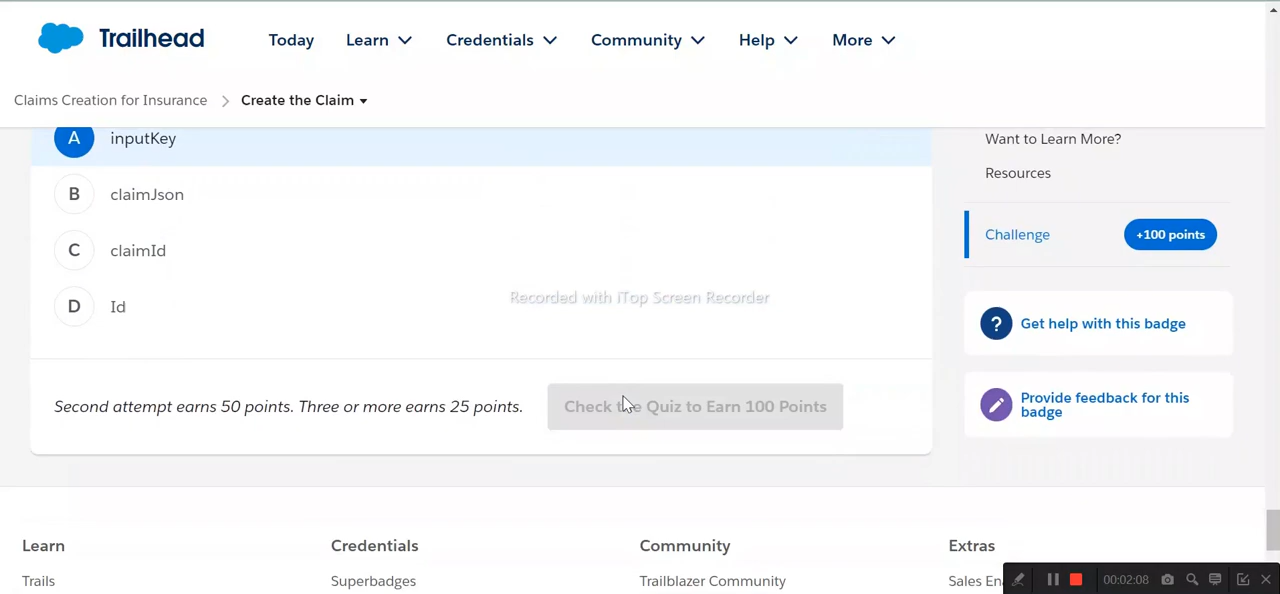 Trailhead
Today
Learn
Credentials
Community
Help
More
Claims Creation for Insurance
Create the Claim
A inputKey
B claimJson
C claimId
D Id
Recorded with iTop Screen Recorder
Second attempt earns 50 points. Three or more earns 25 points.
Check the Quiz to Earn 100 Points
Want to Learn More?
Resources
Challenge
+100 points
? Get help with this badge
Provide feedback for this
badge
Learn
Credentials
Community
Extras
Trails
Superbadges
Trailblazer Community
Sales En
00:02:08